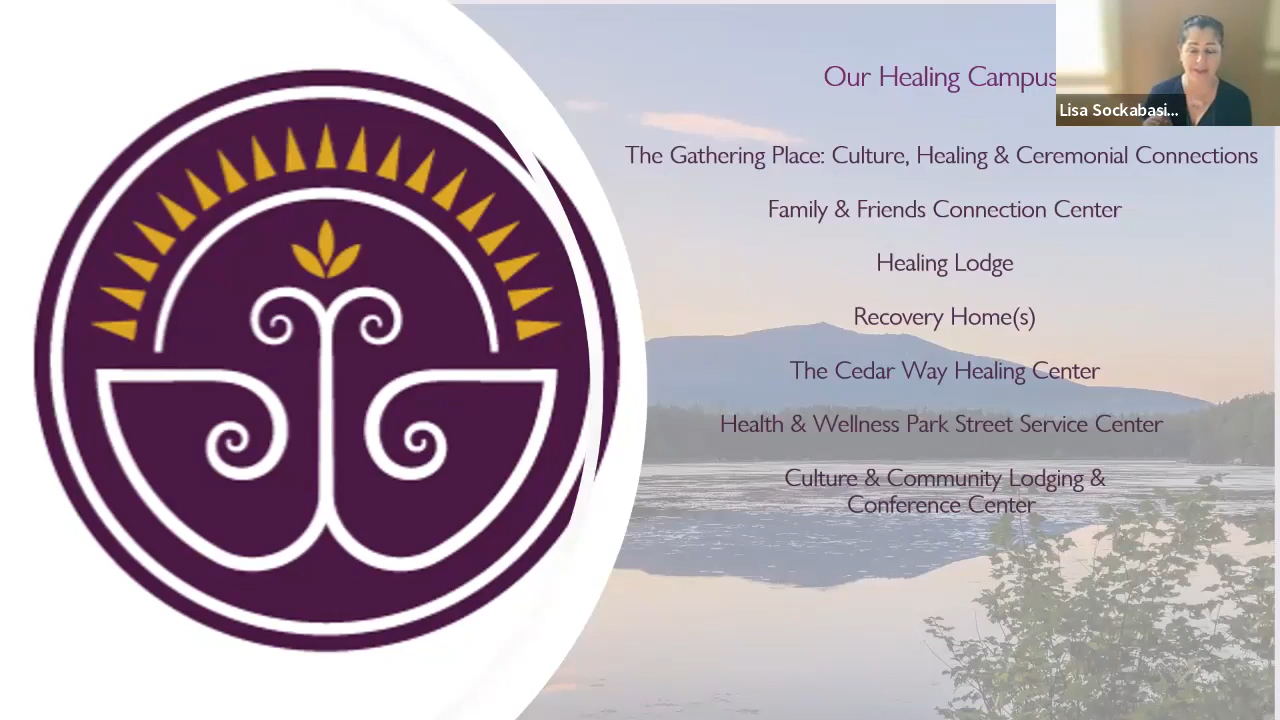 Our Healing Campus
Lisa Sockabasi...
The Gathering Place: Culture, Healing & Ceremonial Connections
Family & Friends Connection Center
Healing Lodge
Recovery Home(s)
The Cedar Way Healing Center
Health & Wellness Park Street Service Center
Culture & Community Lodging &
Conference Center